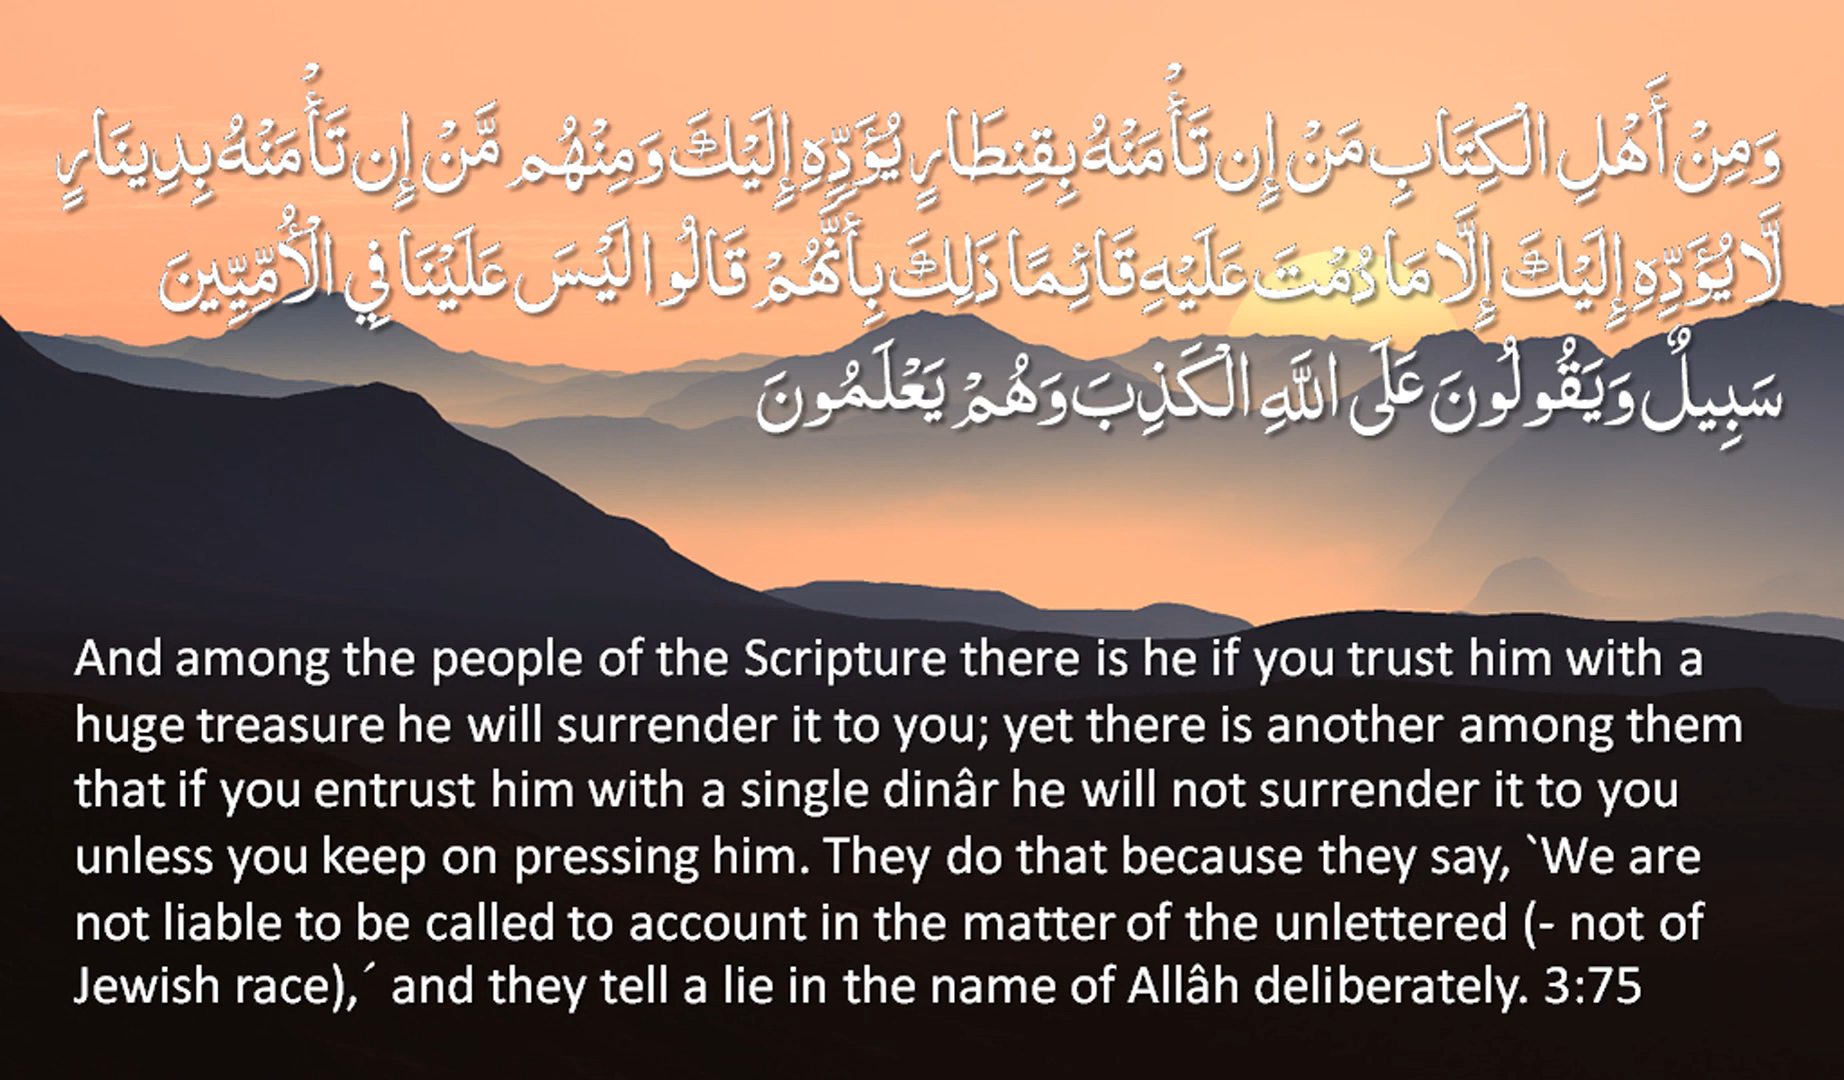 وَمِنْ أَهْلِ الْكِتَابِ مَنْ إِن تَأْمَنْهُ بِقِنطَارٍ يُؤَدِّهِ إِلَيْكَ وَمِنْهُم مَّنْ إِن تَأْمَنْهُ بِدِينَارٍ
لَّا يُؤَدِّهِ إِلَيْكَ إِلَّا مَا دُمْتَ عَلَيْهِ قَائِمًا ذَلِكَ بِأَنَّهُمْ قَالُوا لَيْسَ عَلَيْنَا فِي الْأُمِّيِّينَ
سَبِيلٌ وَيَقُولُونَ عَلَى اللَّهِ الْكَذِبَ وَهُمْ يَعْلَمُونَ
And among the people of the Scripture there is he if you trust him with a
huge treasure he will surrender it to you; yet there is another among them
that if you entrust him with a single dinâr he will not surrender it to you
unless you keep on pressing him. They do that because they say, `We are
not liable to be called to account in the matter of the unlettered (- not of
Jewish race),´ and they tell a lie in the name of Allâh deliberately. 3:75